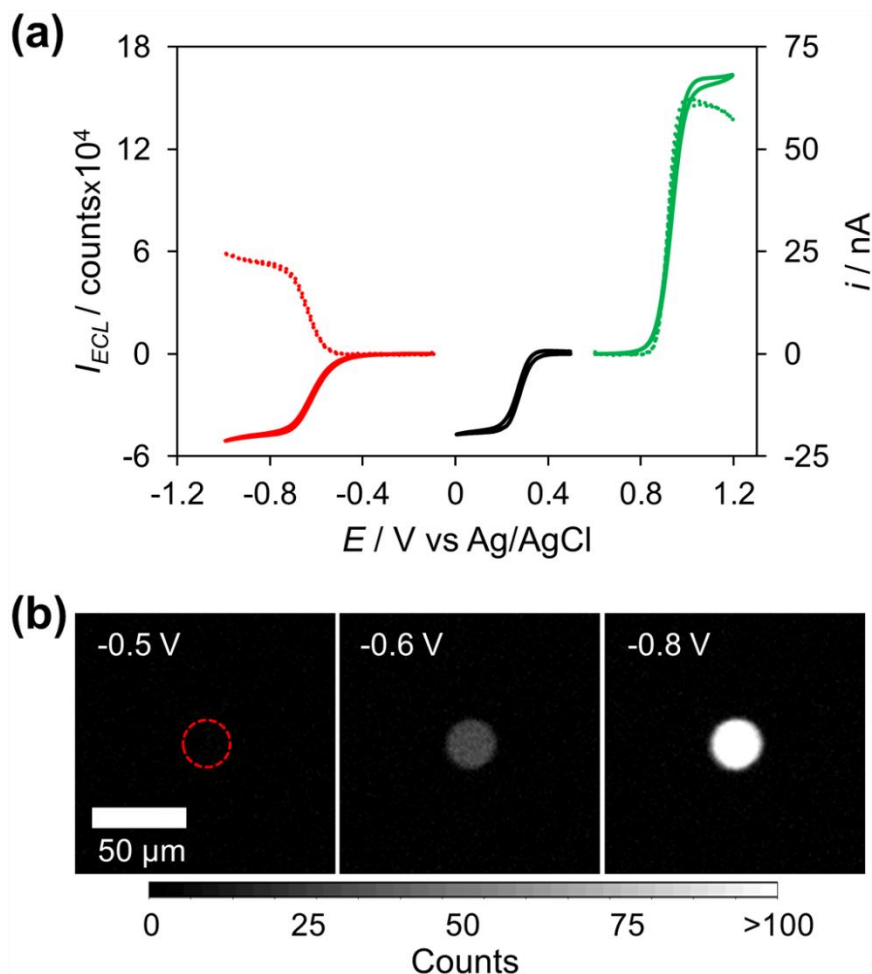 (a)
18
12
6
0
-6
I_ECL / counts×10⁴
75
50
25
0
-25
i / nA
-1.2 -0.8 -0.4 0 0.4 0.8 1.2
E / V vs Ag/AgCl
(b)
-0.5 V -0.6 V -0.8 V
50 µm
0 25 50 75 >100
Counts